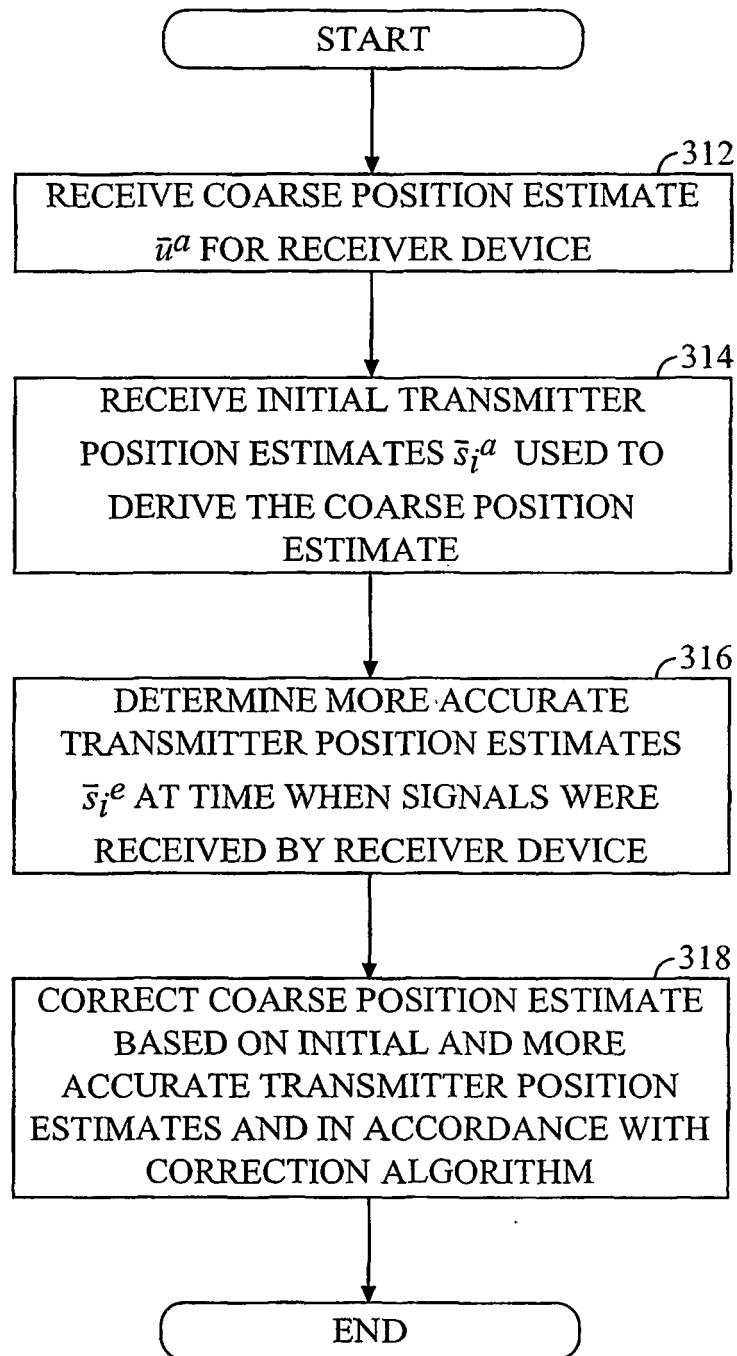 START
312
RECEIVE COARSE POSITION ESTIMATE
ū^a FOR RECEIVER DEVICE
314
RECEIVE INITIAL TRANSMITTER
POSITION ESTIMATES s̄_i^a USED TO
DERIVE THE COARSE POSITION
ESTIMATE
316
DETERMINE MORE ACCURATE
TRANSMITTER POSITION ESTIMATES
s̄_i^e AT TIME WHEN SIGNALS WERE
RECEIVED BY RECEIVER DEVICE
318
CORRECT COARSE POSITION ESTIMATE
BASED ON INITIAL AND MORE
ACCURATE TRANSMITTER POSITION
ESTIMATES AND IN ACCORDANCE WITH
CORRECTION ALGORITHM
END